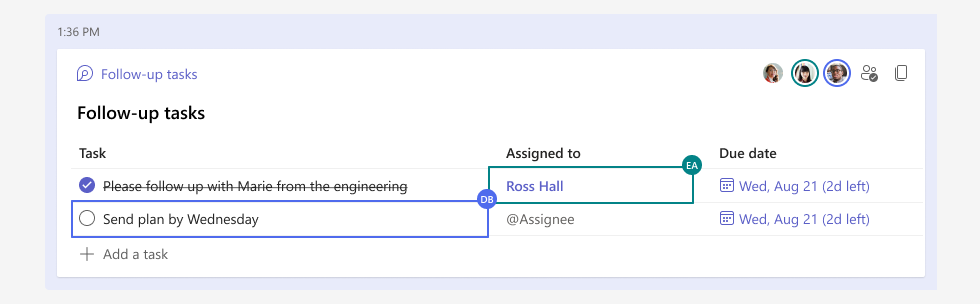 1:36 PM
Follow-up tasks
Follow-up tasks
Task Assigned to Due date
EA
Please follow up with Marie from the engineering Ross Hall Wed, Aug 21 (2d left)
DB
Send plan by Wednesday @Assignee Wed, Aug 21 (2d left)
Add a task